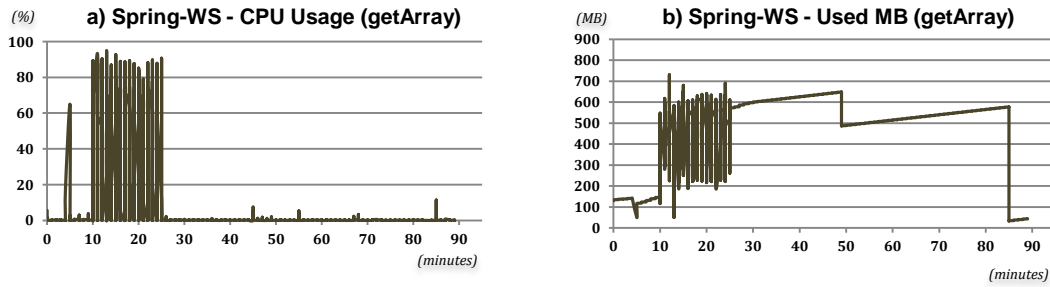 (%)
a) Spring-WS - CPU Usage (getArray)
100
80
60
40
20
0
0 10 20 30 40 50 60 70 80 90
(minutes)
(MB)
b) Spring-WS - Used MB (getArray)
900
800
700
600
500
400
300
200
100
0
0 10 20 30 40 50 60 70 80 90
(minutes)